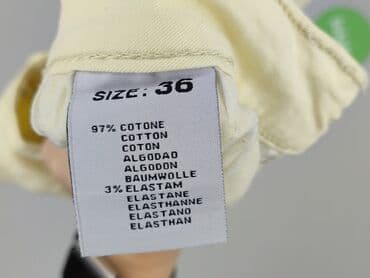 SIZE: 36
97% COTONE
COTTON
COTON
ALGODAO
ALGODON
BAUMWOLLE
3% ELASTAM
ELASTANE
ELASTHANNE
ELASTANO
ELASTHAN